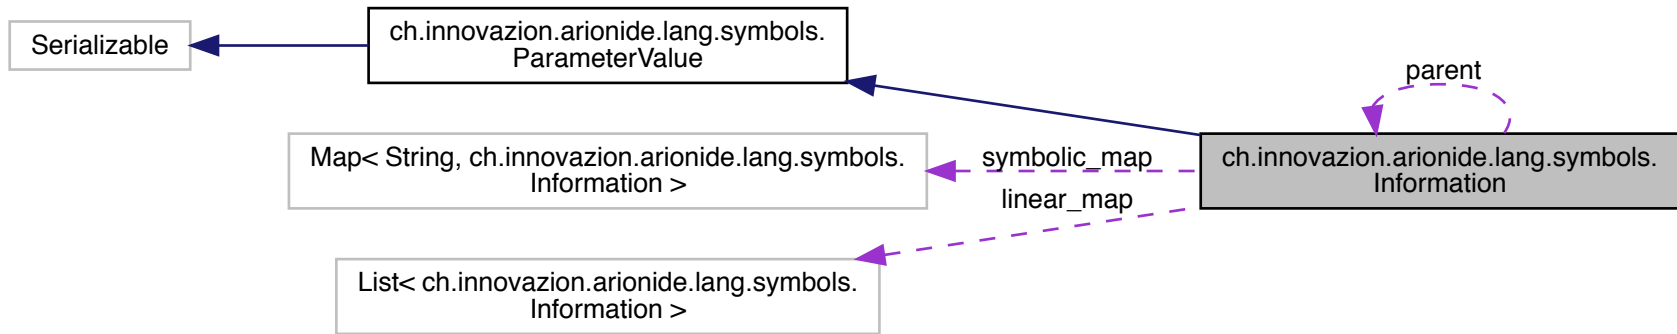 Serializable
ch.innovazion.arionide.lang.symbols.
ParameterValue
parent
Map< String, ch.innovazion.arionide.lang.symbols.
Information >
symbolic_map
linear_map
ch.innovazion.arionide.lang.symbols.
Information
List< ch.innovazion.arionide.lang.symbols.
Information >